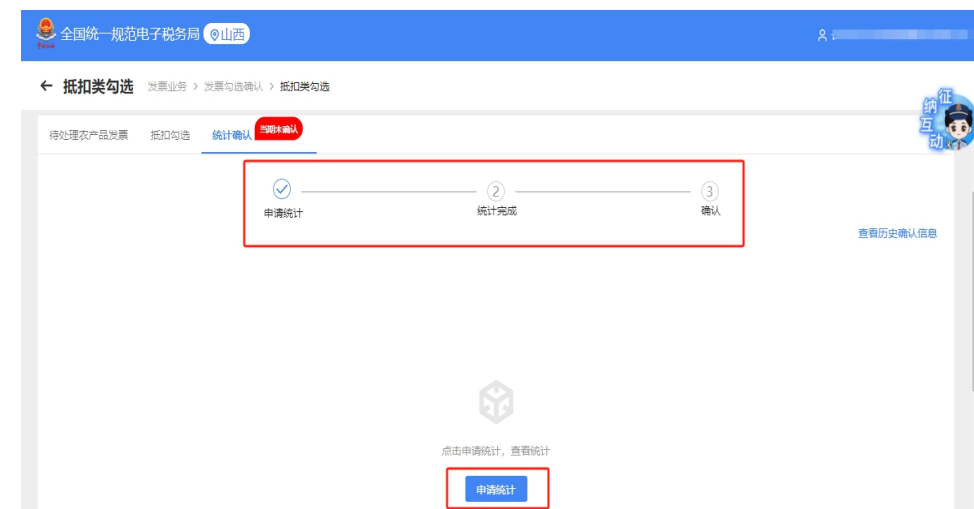 全国统一规范电子税务局 山西
← 抵扣类勾选 发票业务 > 发票勾选确认 > 抵扣类勾选
征纳互动
待处理农产品发票 抵扣勾选 统计确认 当期未确认
2 3
申请统计 统计完成 确认
查看历史确认信息
点击申请统计，查看统计
申请统计